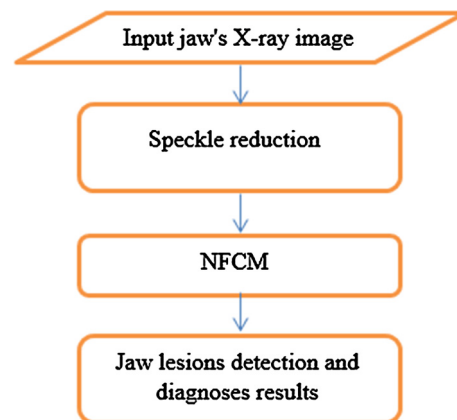 Input jaw's X-ray image
Speckle reduction
NFCM
Jaw lesions detection and
diagnoses results